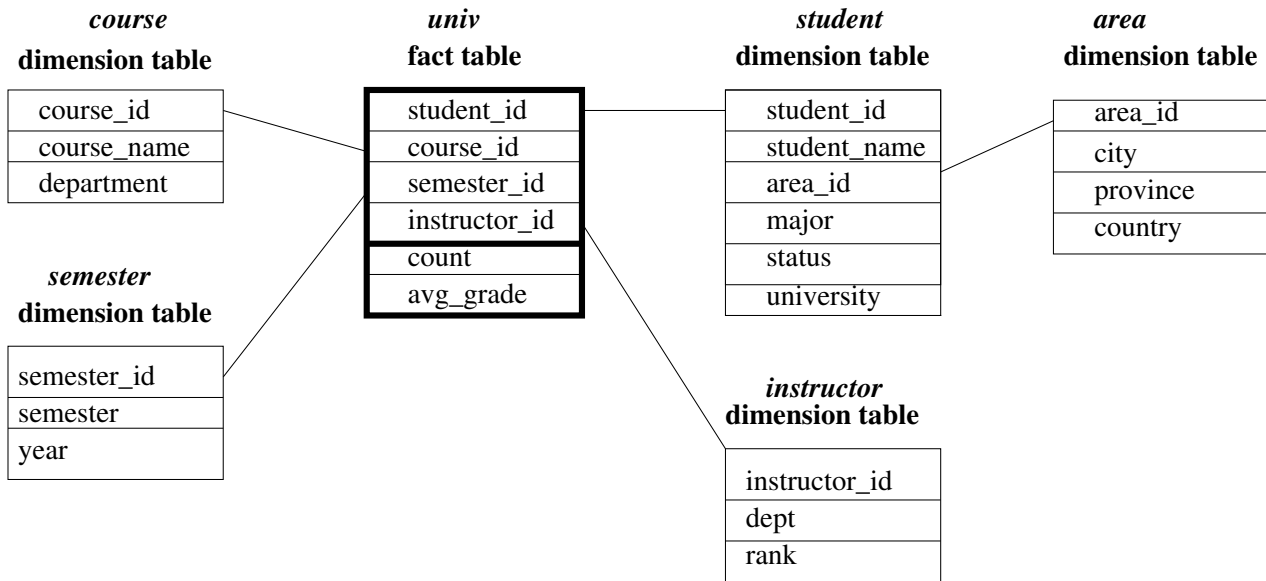 course
dimension table
course_id
course_name
department
univ
fact table
student_id
course_id
semester_id
instructor_id
count
avg_grade
student
dimension table
student_id
student_name
area_id
major
status
university
area
dimension table
area_id
city
province
country
semester
dimension table
semester_id
semester
year
instructor
dimension table
instructor_id
dept
rank